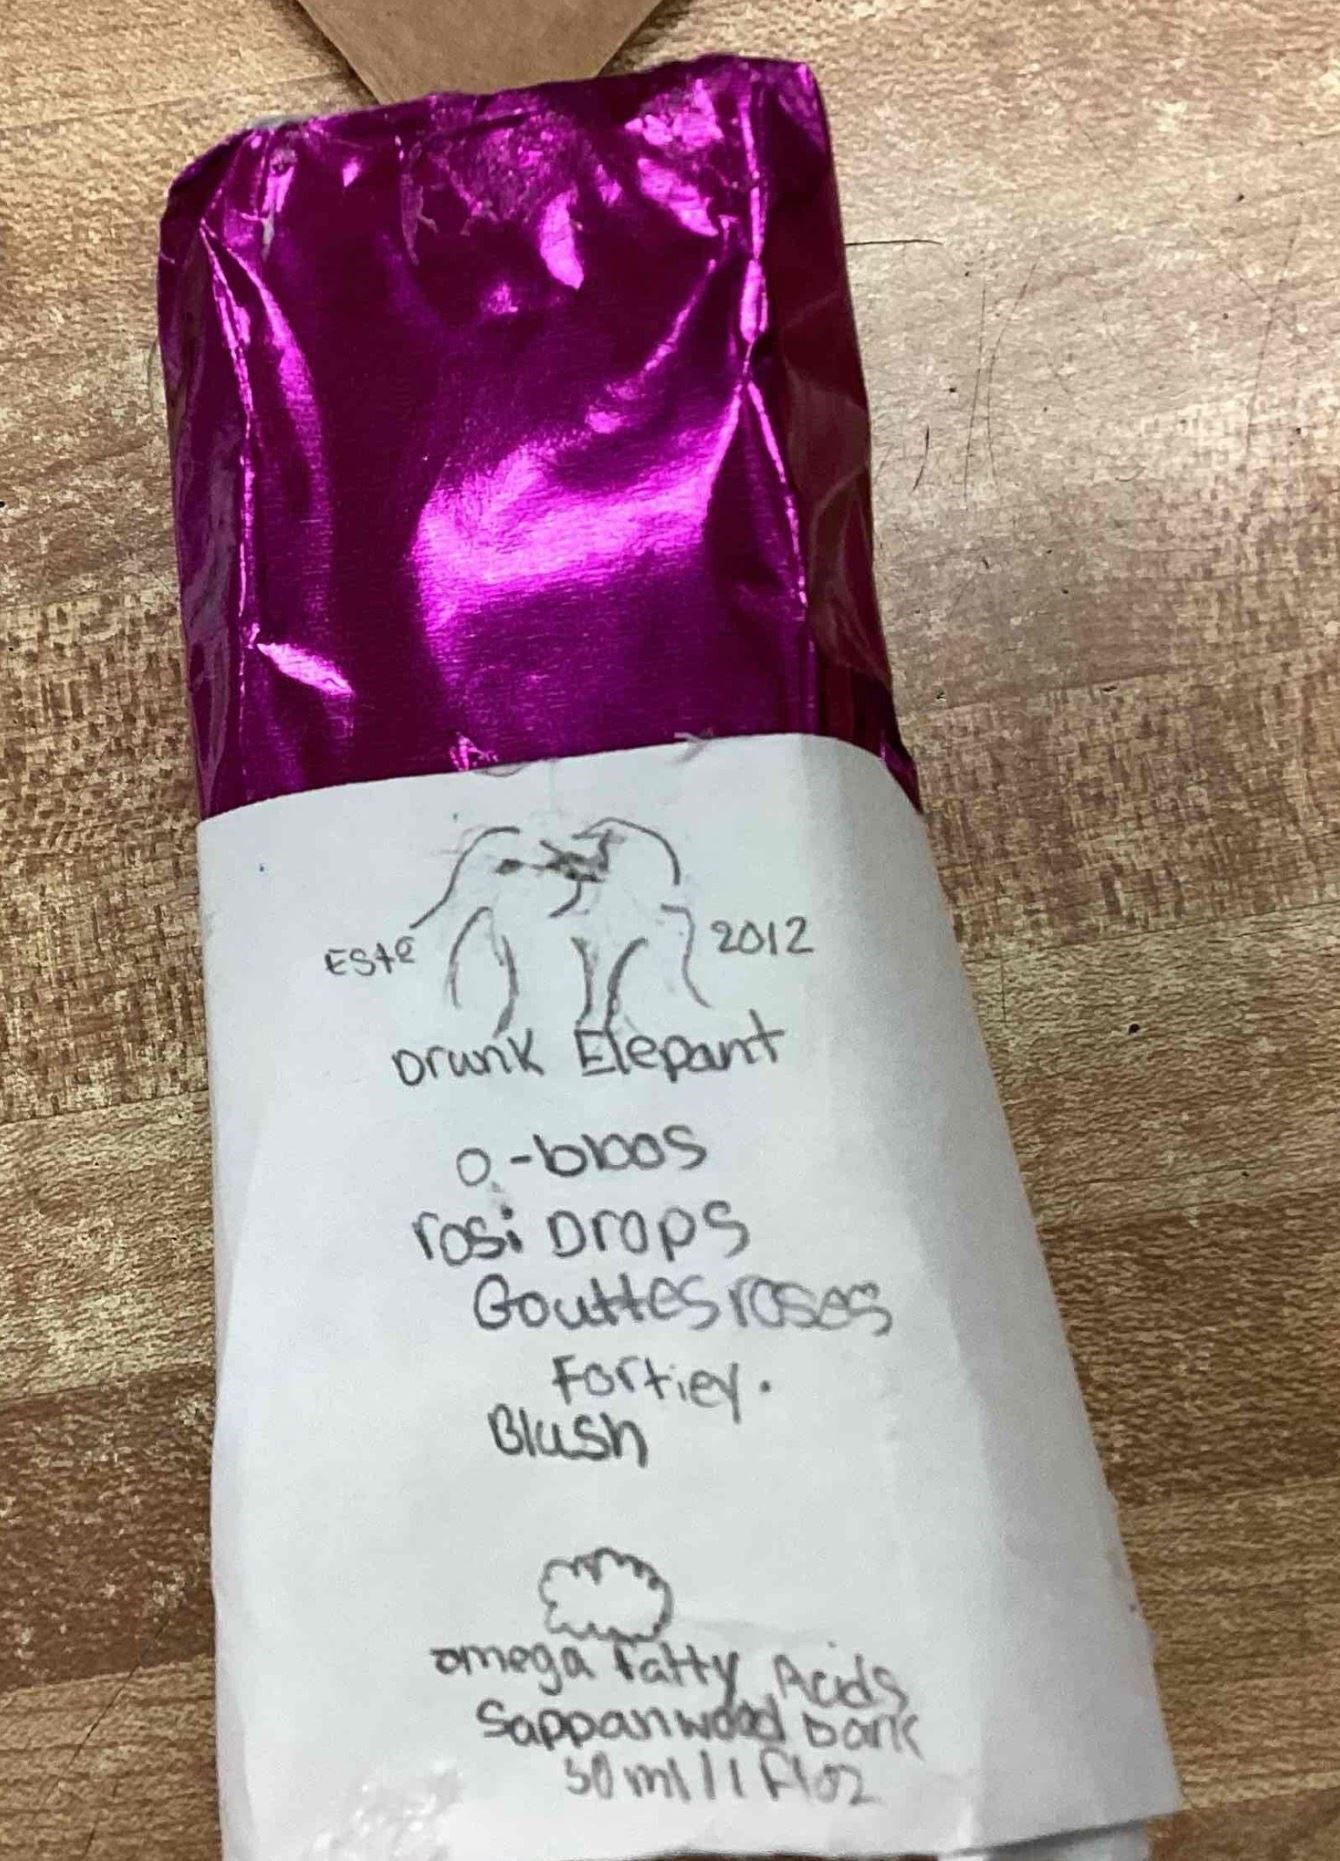 Este 2012
Drunk Elepant
O.-bloos
rosi Drops
Gouttes roses
Fortiey.
Blush
omega fatty Acids
Sappanwood bark
30 ml / 1 Floz